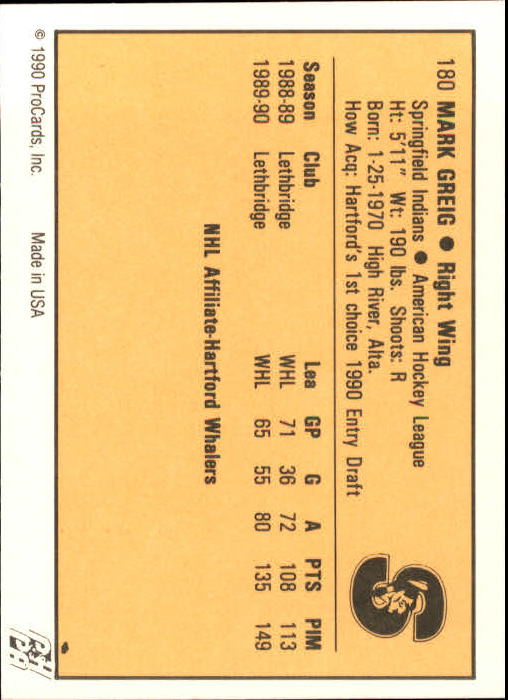 180 MARK GREIG ● Right Wing
Springfield Indians ● American Hockey League
Ht: 5'11" Wt: 190 lbs. Shoots: R
Born: 1-25-1970 High River, Alta.
How Acq: Hartford's 1st choice 1990 Entry Draft
Season Club Lea GP G A PTS PIM
1988-89 Lethbridge WHL 71 36 72 108 113
1989-90 Lethbridge WHL 65 55 80 135 149
NHL Affiliate-Hartford Whalers
© 1990 ProCards, Inc. Made in USA